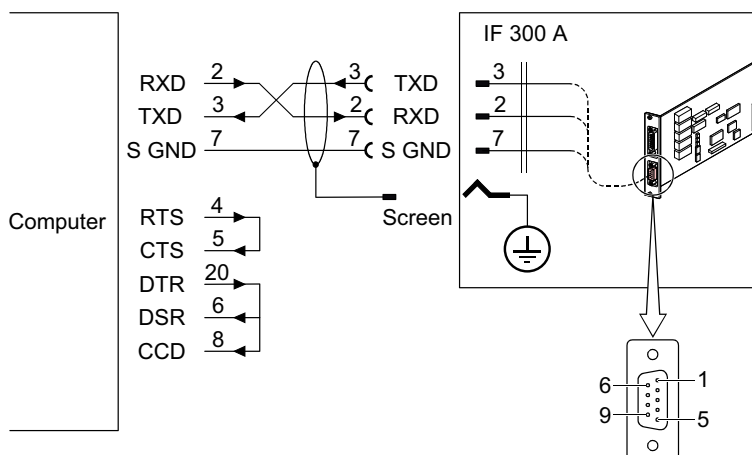 IF 300 A
RXD 2 3 TXD 3
TXD 3 2 RXD 2
S GND 7 7 S GND 7
Computer
Screen
RTS 4
CTS 5
DTR 20
DSR 6
CCD 8
6 1
9 5